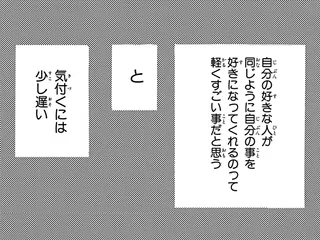 自分の好きな人が
同じように自分の事を
好きになってくれるのって
軽くすごい事だと思う
と
気付くには
少し遅い